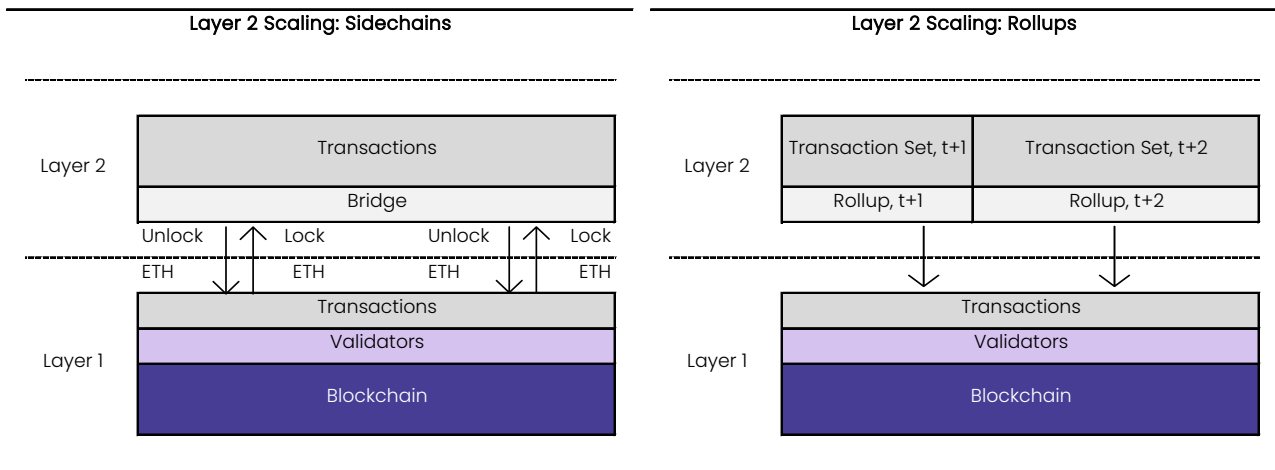 Layer 2 Scaling: Sidechains
Layer 2
Transactions
Bridge
Unlock Lock Unlock Lock
ETH ETH ETH ETH
Transactions
Validators
Layer 1
Blockchain
Layer 2 Scaling: Rollups
Layer 2
Transaction Set, t+1 Transaction Set, t+2
Rollup, t+1 Rollup, t+2
Transactions
Validators
Layer 1
Blockchain